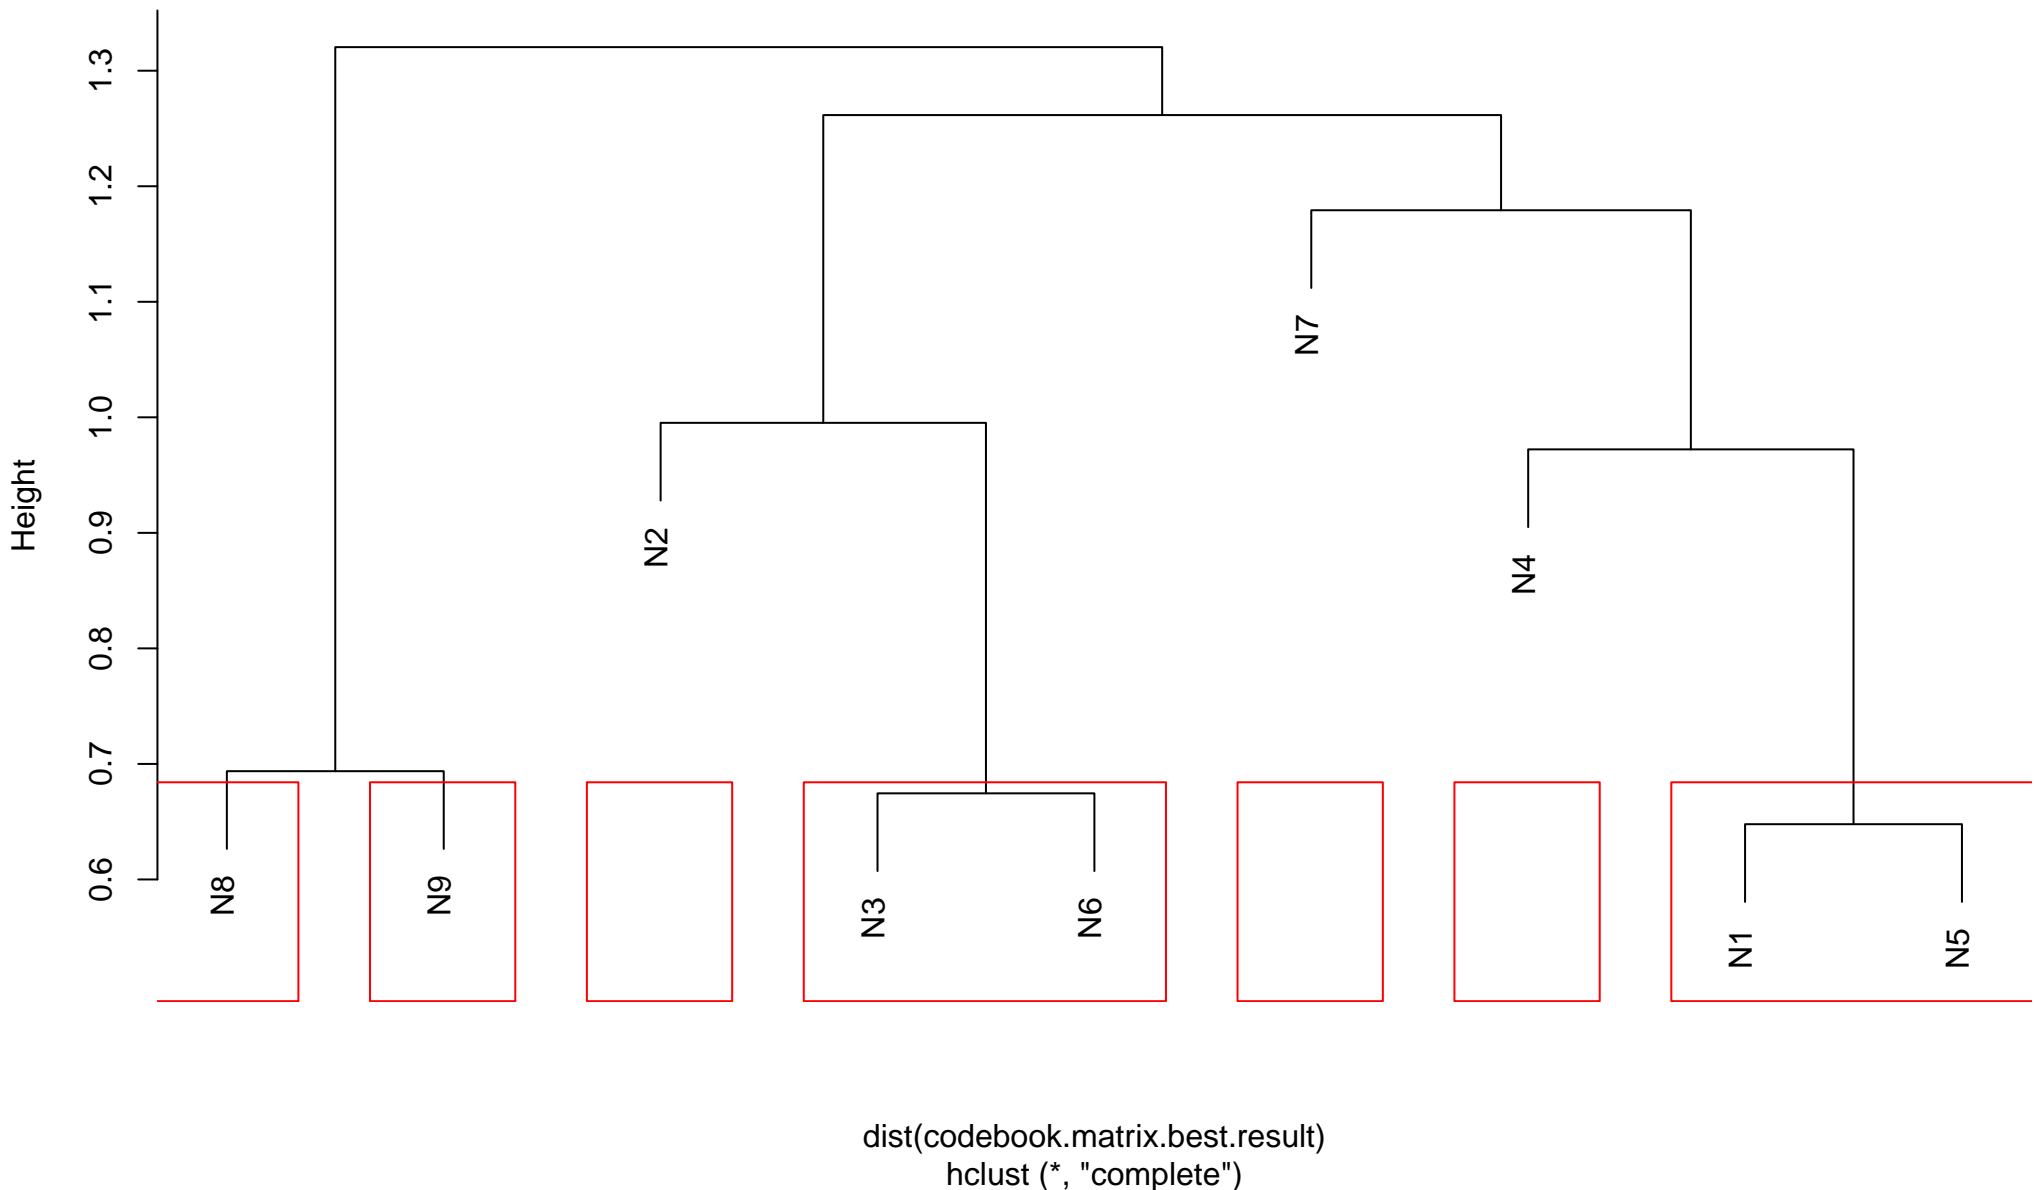 Height
1.3
1.2
1.1
1.0
0.9
0.8
0.7
0.6
N7
N2
N4
N8
N9
N3
N6
N1
N5
dist(codebook.matrix.best.result)
hclust (*, "complete")